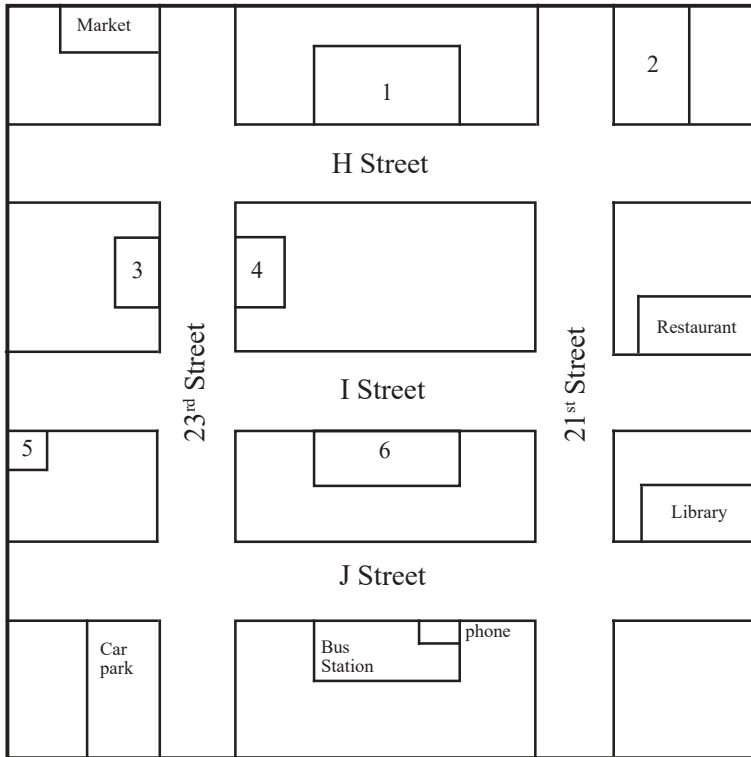 Market
1
2
H Street
3
4
Restaurant
23rd Street
I Street
21st Street
5
6
Library
J Street
Car
park
Bus
Station
phone